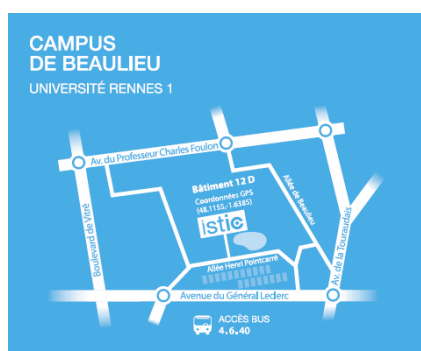 CAMPUS
DE BEAULIEU
UNIVERSITÉ RENNES 1
Av. du Professeur Charles Foulon
Bâtiment 12 D
Coordonnées GPS
(48.1155,-1.6385)
istic
Allée de Beaulieu
Boulevard de Vitré
Av. de la Touraudais
Allée Henri Pointcarré
Avenue du Général Leclerc
ACCÈS BUS
4.6.40